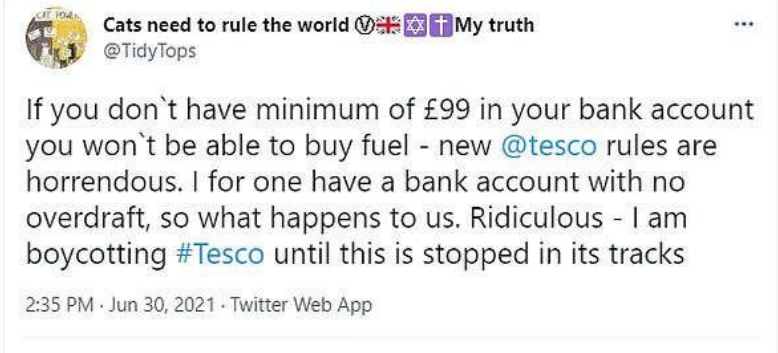 Cats need to rule the world Ⓥ🇬🇧✡️✝️My truth
@TidyTops
If you don`t have minimum of £99 in your bank account
you won`t be able to buy fuel - new @tesco rules are
horrendous. I for one have a bank account with no
overdraft, so what happens to us. Ridiculous - I am
boycotting #Tesco until this is stopped in its tracks
2:35 PM · Jun 30, 2021 · Twitter Web App